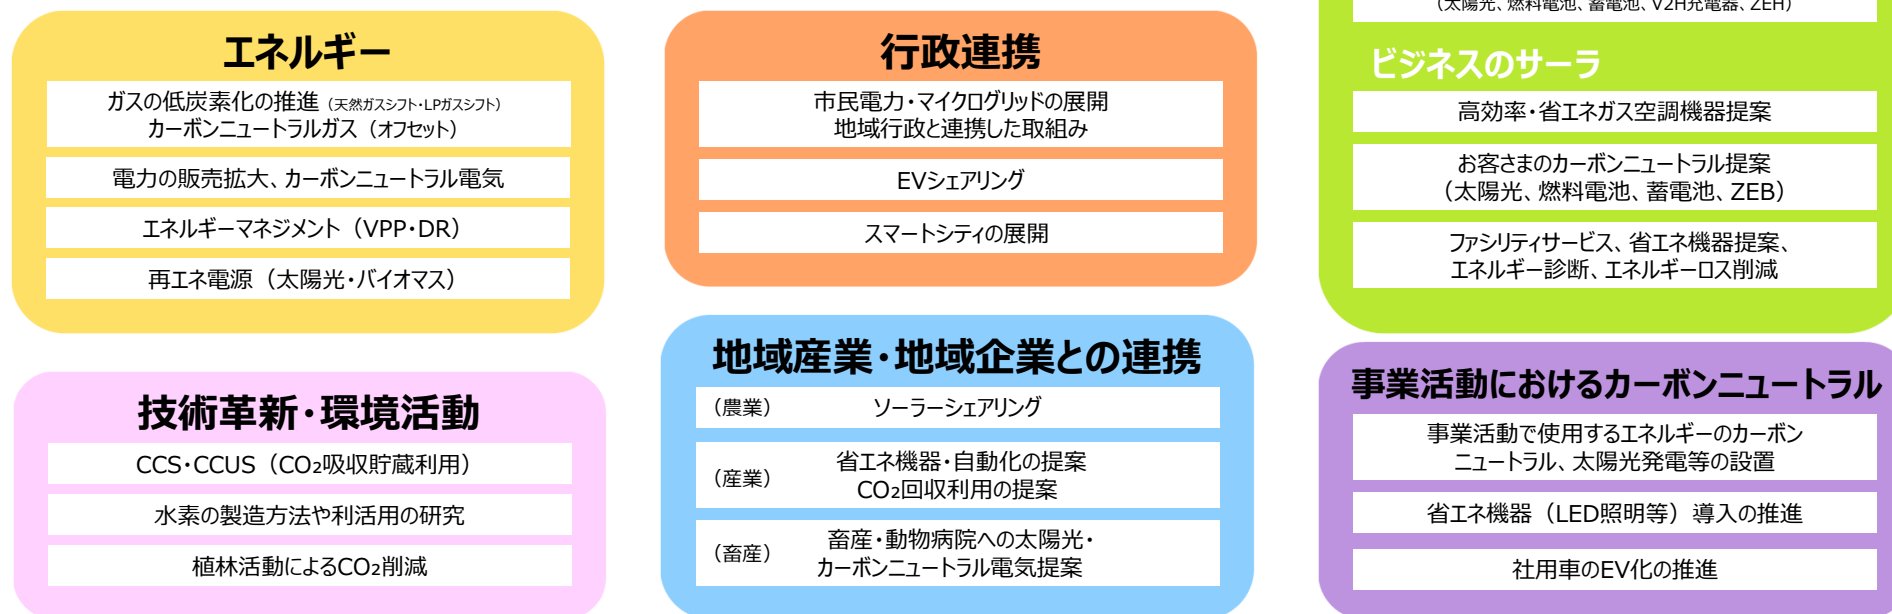 エネルギー
ガスの低炭素化の推進（天然ガスシフト・LPガスシフト）
カーボンニュートラルガス（オフセット）
電力の販売拡大、カーボンニュートラル電気
エネルギーマネジメント（VPP・DR）
再エネ電源（太陽光・バイオマス）
技術革新・環境活動
CCS・CCUS（CO₂吸収貯蔵利用）
水素の製造方法や利活用の研究
植林活動によるCO₂削減
行政連携
市民電力・マイクログリッドの展開
地域行政と連携した取組み
EVシェアリング
スマートシティの展開
地域産業・地域企業との連携
（農業） ソーラーシェアリング
（産業） 省エネ機器・自動化の提案
CO₂回収利用の提案
（畜産） 畜産・動物病院への太陽光・
カーボンニュートラル電気提案
（太陽光、燃料電池、蓄電池、V2H充電器、ZEH）
ビジネスのサーラ
高効率・省エネガス空調機器提案
お客さまのカーボンニュートラル提案
（太陽光、燃料電池、蓄電池、ZEB）
ファシリティサービス、省エネ機器提案、
エネルギー診断、エネルギーロス削減
事業活動におけるカーボンニュートラル
事業活動で使用するエネルギーのカーボン
ニュートラル、太陽光発電等の設置
省エネ機器（LED照明等）導入の推進
社用車のEV化の推進